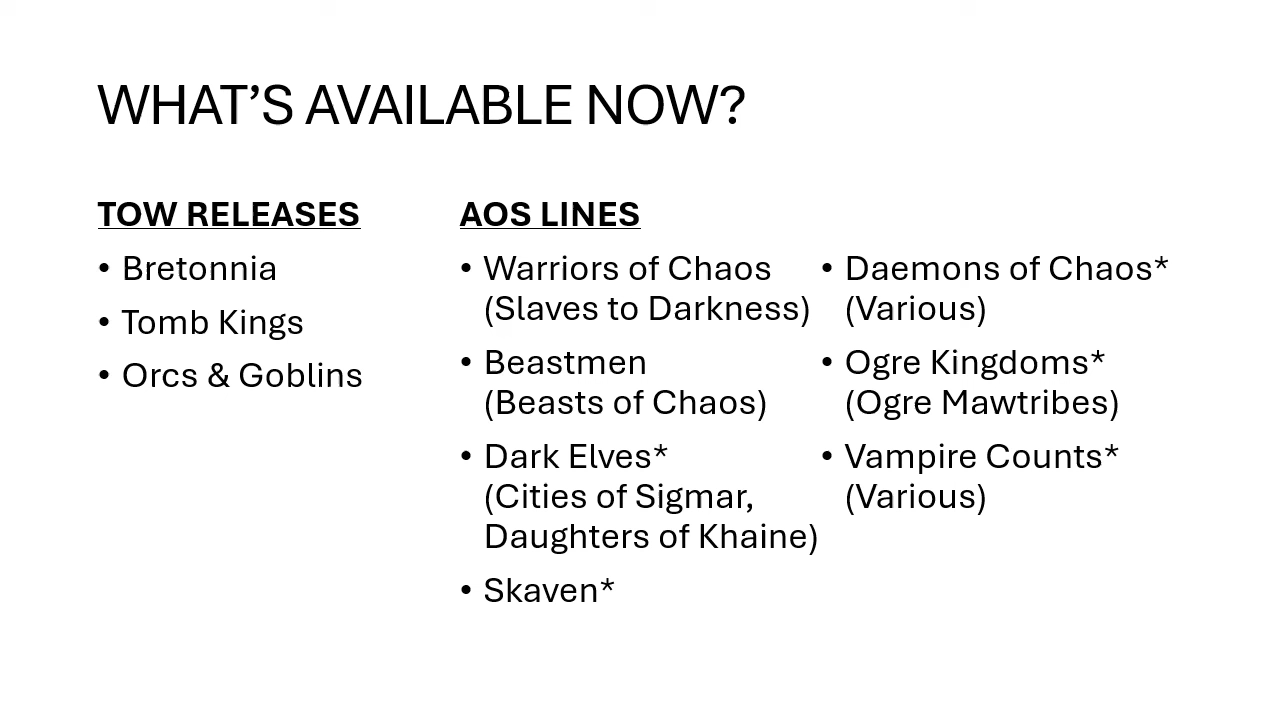 WHAT’S AVAILABLE NOW?
TOW RELEASES
• Bretonnia
• Tomb Kings
• Orcs & Goblins
AOS LINES
• Warriors of Chaos
(Slaves to Darkness)
• Beastmen
(Beasts of Chaos)
• Dark Elves*
(Cities of Sigmar,
Daughters of Khaine)
• Skaven*
• Daemons of Chaos*
(Various)
• Ogre Kingdoms*
(Ogre Mawtribes)
• Vampire Counts*
(Various)